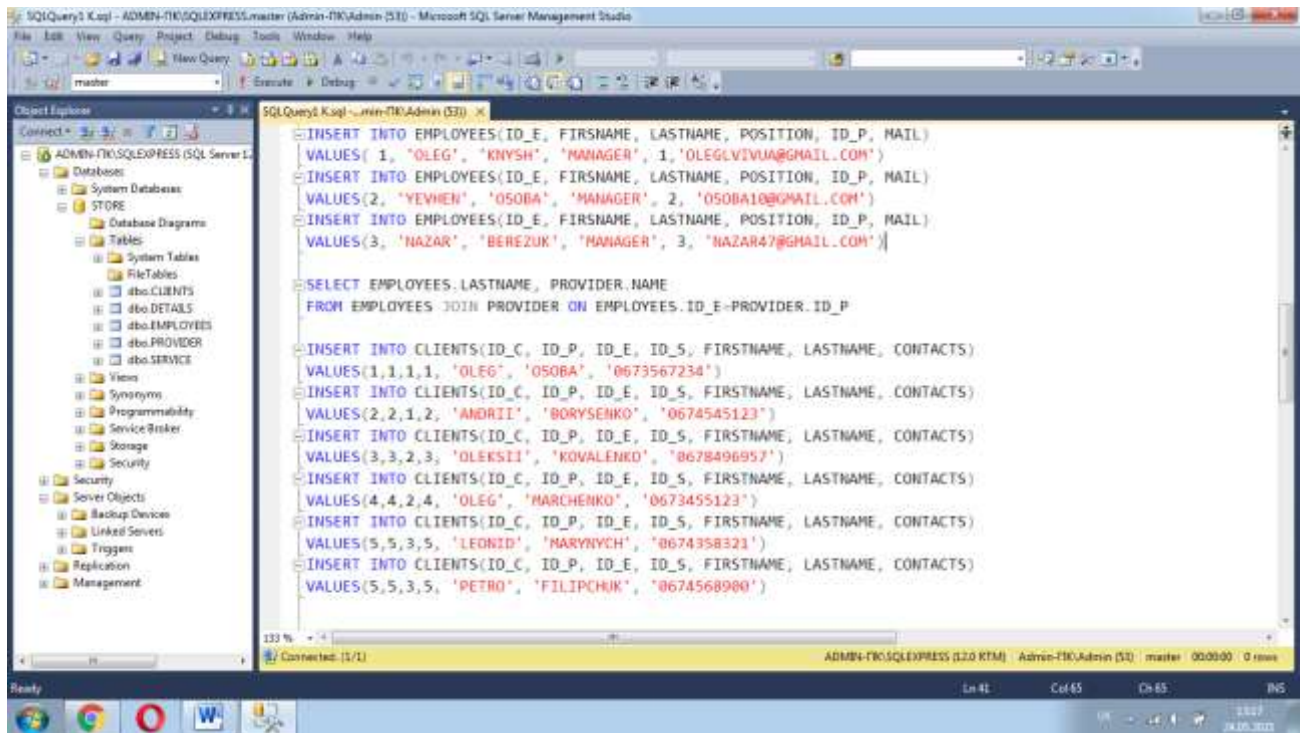 SQLQuery1 K.sql - ADMIN-ПК\SQLEXPRESS.master (Admin-ПК\Admin (53)) - Microsoft SQL Server Management Studio
File Edit View Query Project Debug Tools Window Help
New Query
master Execute Debug
Object Explorer
Connect
ADMIN-ПК\SQLEXPRESS (SQL Server 12
Databases
System Databases
STORE
Database Diagrams
Tables
System Tables
FileTables
dbo.CLIENTS
dbo.DETAILS
dbo.EMPLOYEES
dbo.PROVIDER
dbo.SERVICE
Views
Synonyms
Programmability
Service Broker
Storage
Security
Security
Server Objects
Backup Devices
Linked Servers
Triggers
Replication
Management
SQLQuery1 K.sql -...min-ПК\Admin (53))
INSERT INTO EMPLOYEES(ID_E, FIRSNAME, LASTNAME, POSITION, ID_P, MAIL)
VALUES( 1, 'OLEG', 'KNYSH', 'MANAGER', 1,'OLEGLVIVUA@GMAIL.COM')
INSERT INTO EMPLOYEES(ID_E, FIRSNAME, LASTNAME, POSITION, ID_P, MAIL)
VALUES(2, 'YEVHEN', 'OSOBA', 'MANAGER', 2, 'OSOBA10@GMAIL.COM')
INSERT INTO EMPLOYEES(ID_E, FIRSNAME, LASTNAME, POSITION, ID_P, MAIL)
VALUES(3, 'NAZAR', 'BEREZUK', 'MANAGER', 3, 'NAZAR47@GMAIL.COM')
SELECT EMPLOYEES.LASTNAME, PROVIDER.NAME
FROM EMPLOYEES JOIN PROVIDER ON EMPLOYEES.ID_E=PROVIDER.ID_P
INSERT INTO CLIENTS(ID_C, ID_P, ID_E, ID_S, FIRSTNAME, LASTNAME, CONTACTS)
VALUES(1,1,1,1, 'OLEG', 'OSOBA', '0673567234')
INSERT INTO CLIENTS(ID_C, ID_P, ID_E, ID_S, FIRSTNAME, LASTNAME, CONTACTS)
VALUES(2,2,1,2, 'ANDRII', 'BORYSENKO', '0674545123')
INSERT INTO CLIENTS(ID_C, ID_P, ID_E, ID_S, FIRSTNAME, LASTNAME, CONTACTS)
VALUES(3,3,2,3, 'OLEKSII', 'KOVALENKO', '0678496957')
INSERT INTO CLIENTS(ID_C, ID_P, ID_E, ID_S, FIRSTNAME, LASTNAME, CONTACTS)
VALUES(4,4,2,4, 'OLEG', 'MARCHENKO', '0673455123')
INSERT INTO CLIENTS(ID_C, ID_P, ID_E, ID_S, FIRSTNAME, LASTNAME, CONTACTS)
VALUES(5,5,3,5, 'LEONID', 'MARYNYCH', '0674358321')
INSERT INTO CLIENTS(ID_C, ID_P, ID_E, ID_S, FIRSTNAME, LASTNAME, CONTACTS)
VALUES(5,5,3,5, 'PETRO', 'FILIPCHUK', '0674568900')
133 %
Connected. (1/1) ADMIN-ПК\SQLEXPRESS (12.0 RTM) Admin-ПК\Admin (53) master 00:00:00 0 rows
Ready Ln 41 Col 65 Ch 65 INS